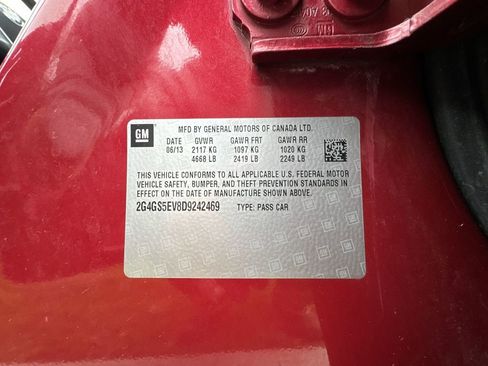 GM
MFD BY GENERAL MOTORS OF CANADA LTD.
DATE GVWR GAWR FRT GAWR RR
06/13 2117 KG 1097 KG 1020 KG
4668 LB 2419 LB 2249 LB
THIS VEHICLE CONFORMS TO ALL APPLICABLE U.S. FEDERAL MOTOR
VEHICLE SAFETY, BUMPER, AND THEFT PREVENTION STANDARDS IN
EFFECT ON THE DATE OF MANUFACTURE SHOWN ABOVE.
2G4GS5EV8D9242469 TYPE: PASS CAR